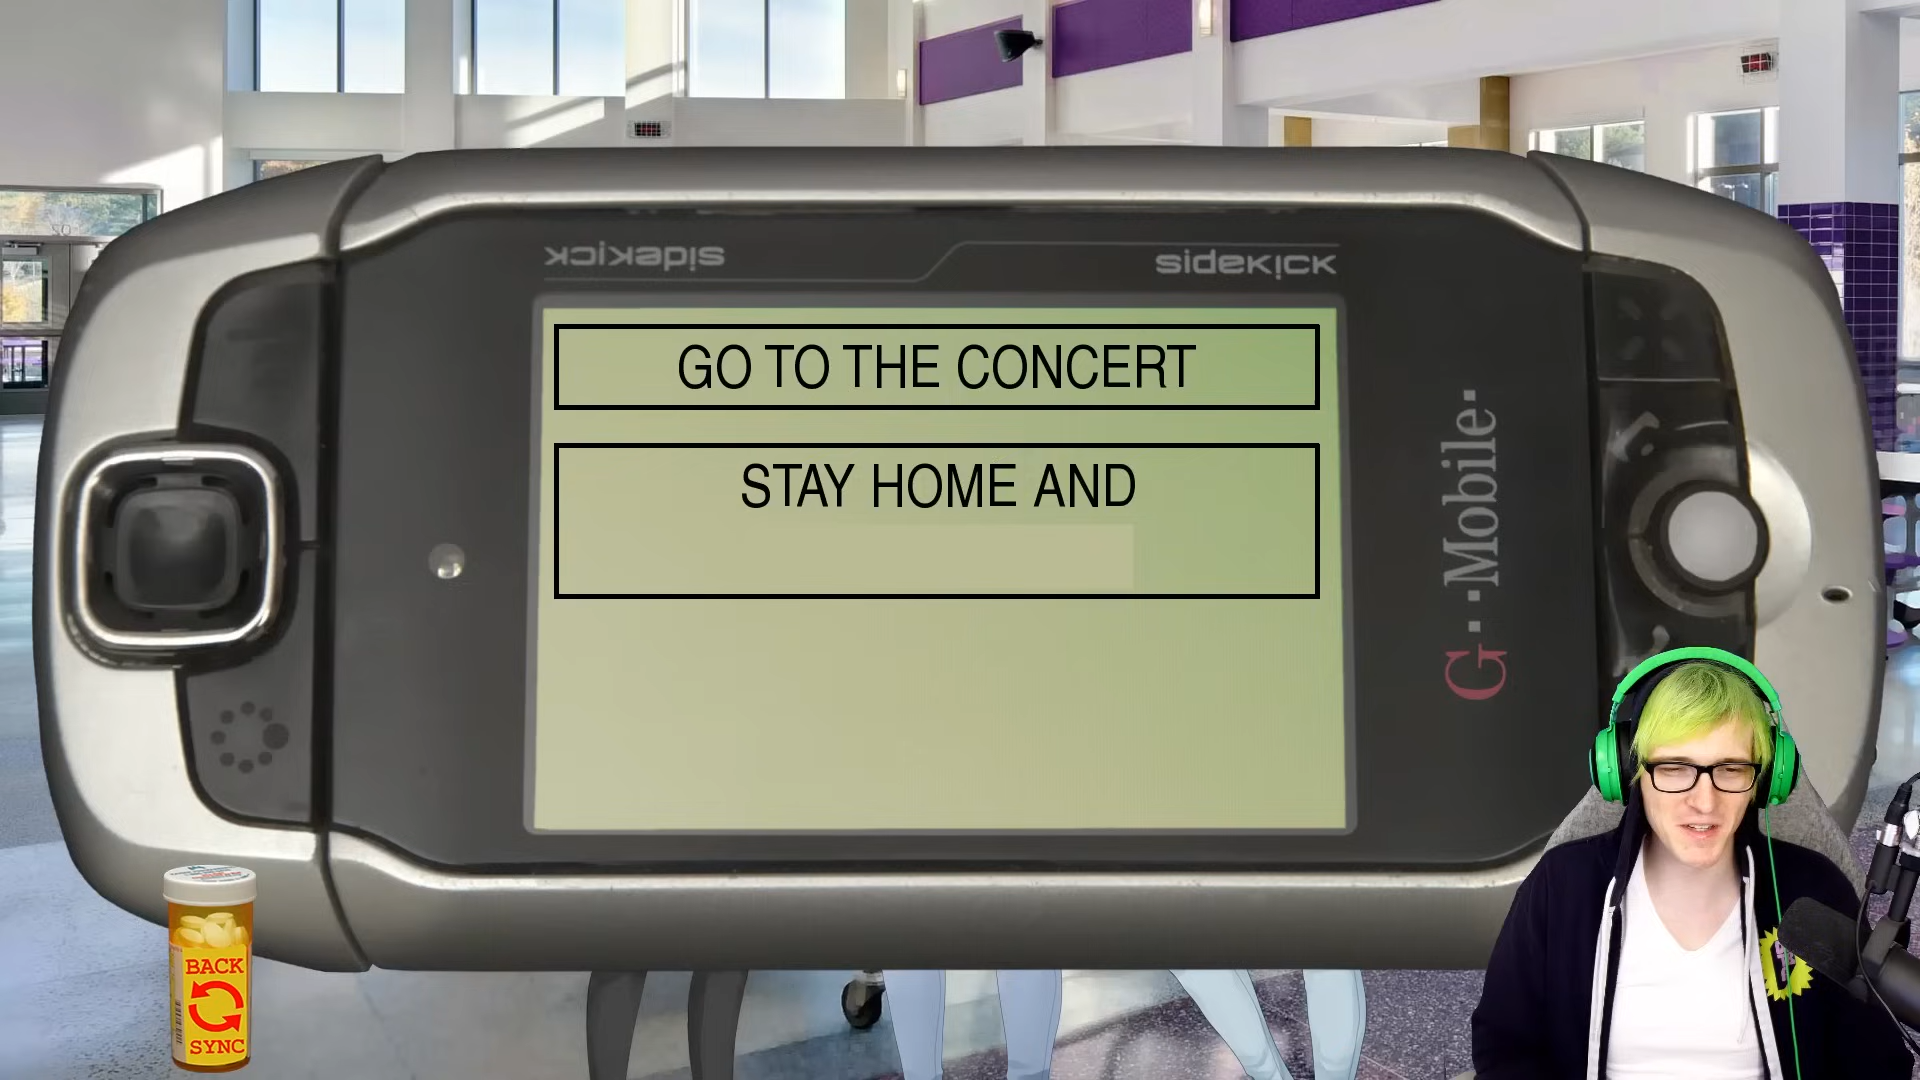 sidekick
sidekick
GO TO THE CONCERT
STAY HOME AND
G··Mobile·
BACK
SYNC